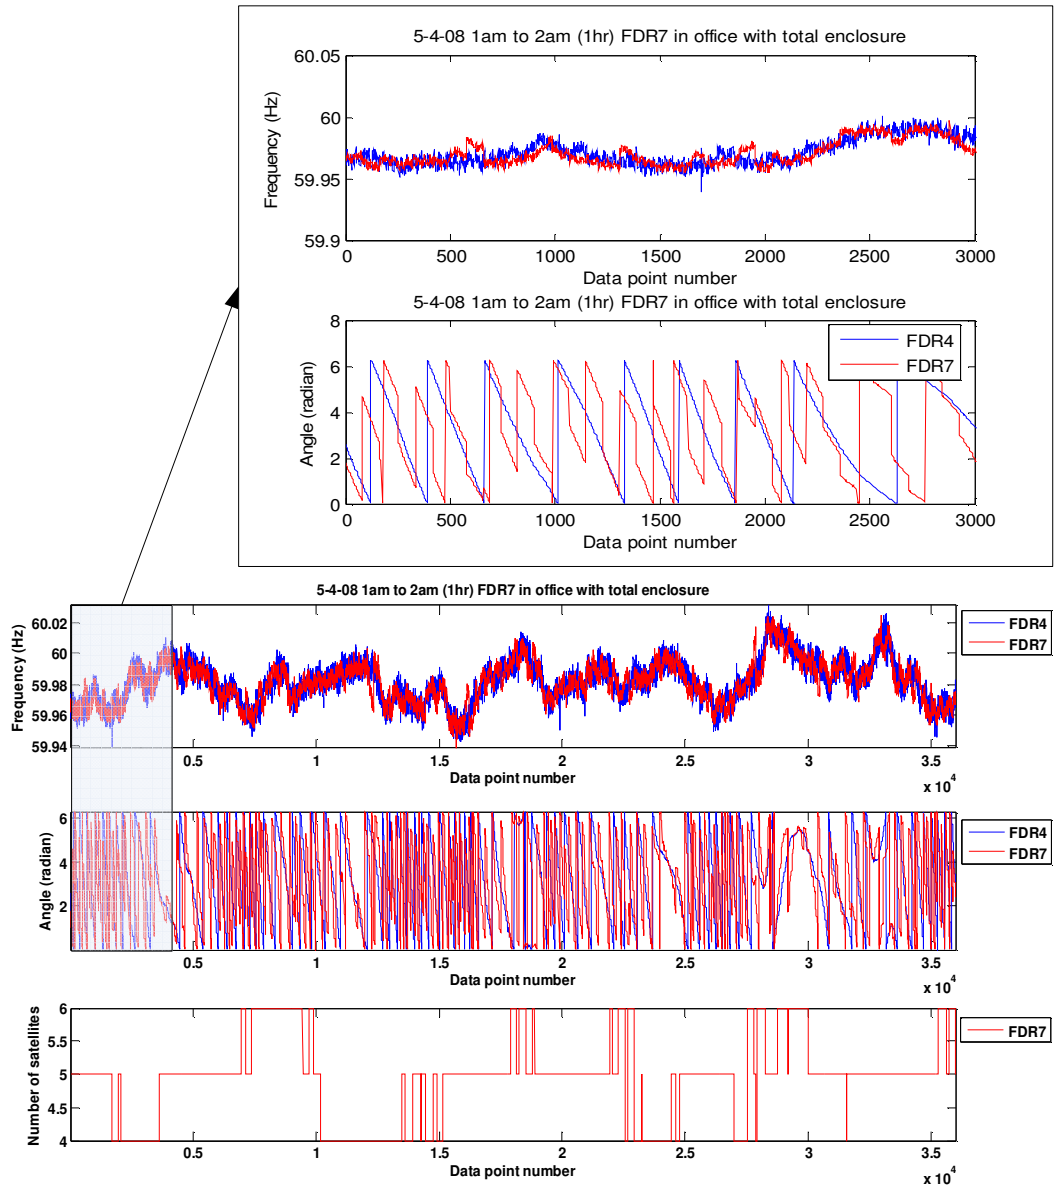 5-4-08 1am to 2am (1hr) FDR7 in office with total enclosure
Frequency (Hz)
60.05
60
59.95
59.9
0 500 1000 1500 2000 2500 3000
Data point number
5-4-08 1am to 2am (1hr) FDR7 in office with total enclosure
Angle (radian)
8
6
4
2
0
FDR4
FDR7
0 500 1000 1500 2000 2500 3000
Data point number
5-4-08 1am to 2am (1hr) FDR7 in office with total enclosure
Frequency (Hz)
60.02
60
59.98
59.96
59.94
FDR4
FDR7
0.5 1 1.5 2 2.5 3 3.5
Data point number
x 10^4
Angle (radian)
6
4
2
FDR4
FDR7
0.5 1 1.5 2 2.5 3 3.5
Data point number
x 10^4
Number of satellites
6
5.5
5
4.5
4
FDR7
0.5 1 1.5 2 2.5 3 3.5
Data point number
x 10^4